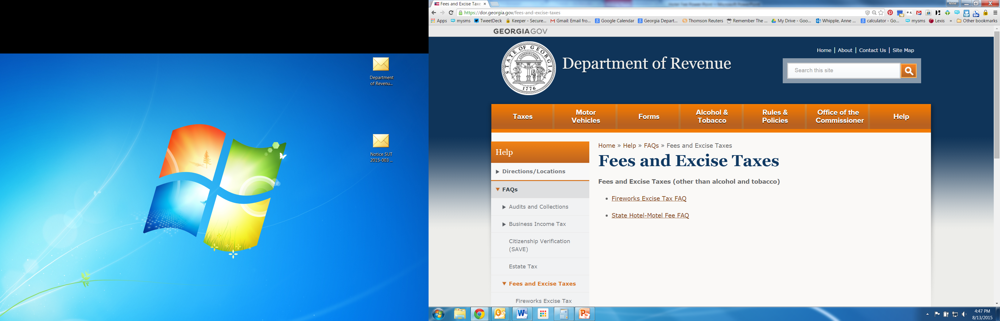 Department
of Revenu...
Notice SUT
2015-003 ...
Fees and Excise Taxe
Anne
https://dor.georgia.gov/fees-and-excise-taxes
Apps
mysms
TweetDeck
Keeper - Secure...
Gmail: Email fro...
Google Calendar
Georgia Depart...
Thomson Reuters
Remember The ...
My Drive - Goo...
Whipple, Anne ...
calculator - Go...
mysms
Lexis
»
Other bookmarks
GEORGIAGOV
STATE OF GEORGIA
CONSTITUTION
1776
Department of Revenue
Home | About | Contact Us | Site Map
Search this site
Taxes
Motor
Vehicles
Forms
Alcohol &
Tobacco
Rules &
Policies
Office of the
Commissioner
Help
Help
Directions/Locations
FAQs
Audits and Collections
Business Income Tax
Citizenship Verification
(SAVE)
Estate Tax
Fees and Excise Taxes
Fireworks Excise Tax
Home » Help » FAQs » Fees and Excise Taxes
Fees and Excise Taxes
Fees and Excise Taxes (other than alcohol and tobacco)
• Fireworks Excise Tax FAQ
• State Hotel-Motel Fee FAQ
4:47 PM
8/13/2015